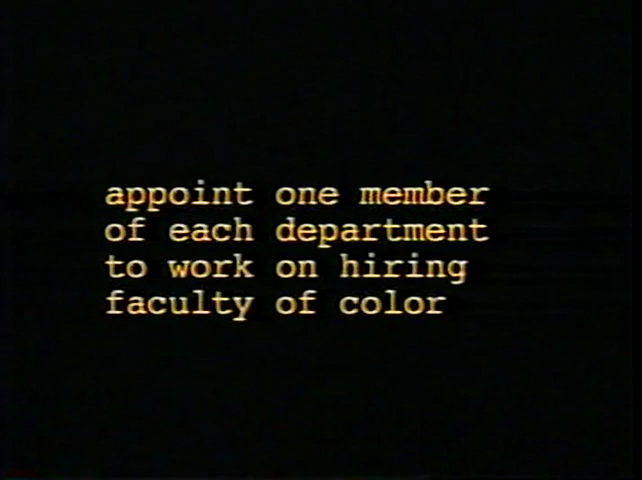 appoint one member
of each department
to work on hiring
faculty of color